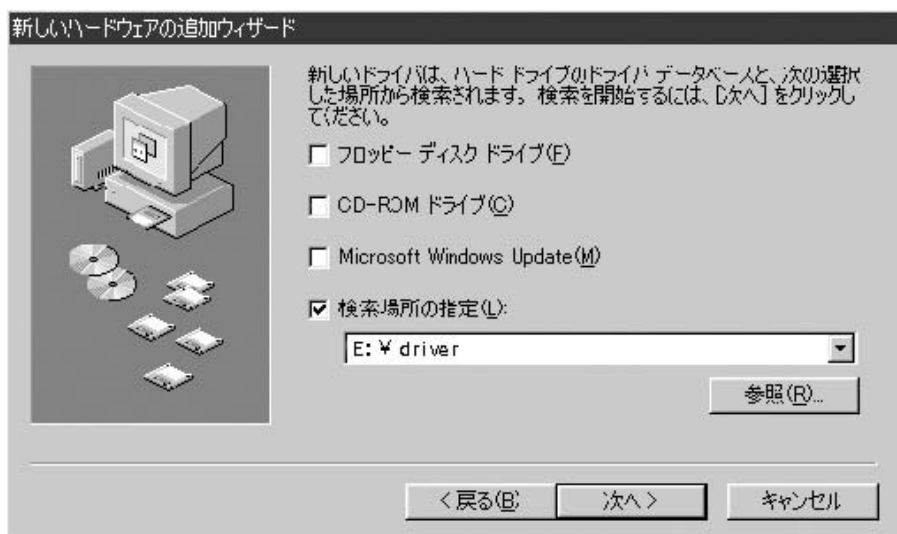 新しいハードウェアの追加ウィザード
新しいドライバは、ハード ドライブのドライバ データベースと、次の選択
した場所から検索されます。 検索を開始するには、[次へ] をクリックし
てください。
フロッピー ディスク ドライブ(F)
CD-ROM ドライブ(C)
Microsoft Windows Update(M)
検索場所の指定(L):
E:¥driver
参照(R)...
< 戻る(B)
次へ >
キャンセル